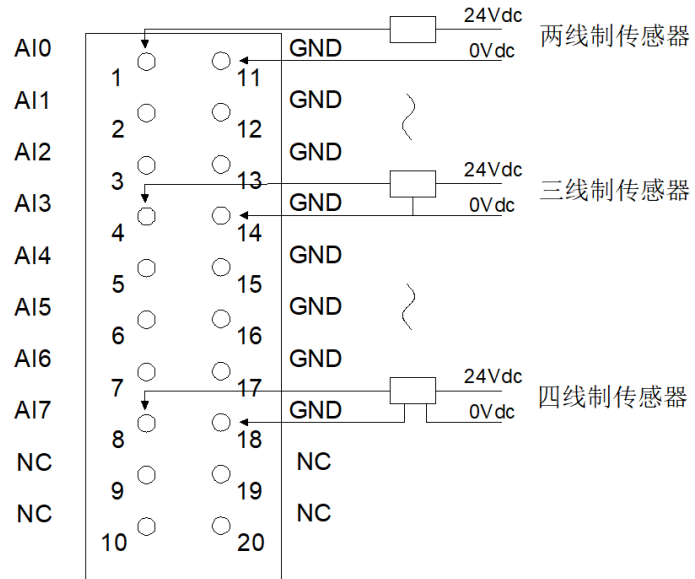 24Vdc
AI0 GND 0Vdc 两线制传感器
1 11
AI1 GND
2 12
AI2 GND
3 13 24Vdc
AI3 GND 0Vdc 三线制传感器
4 14
AI4 GND
5 15
AI5 GND
6 16
AI6 GND
7 17 24Vdc
AI7 GND 0Vdc 四线制传感器
8 18
NC NC
9 19
NC NC
10 20